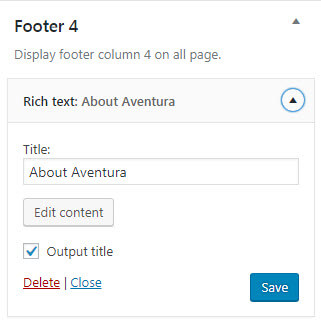 Footer 4
Display footer column 4 on all page.
Rich text: About Aventura
Title:
About Aventura
Edit content
Output title
Delete | Close
Save